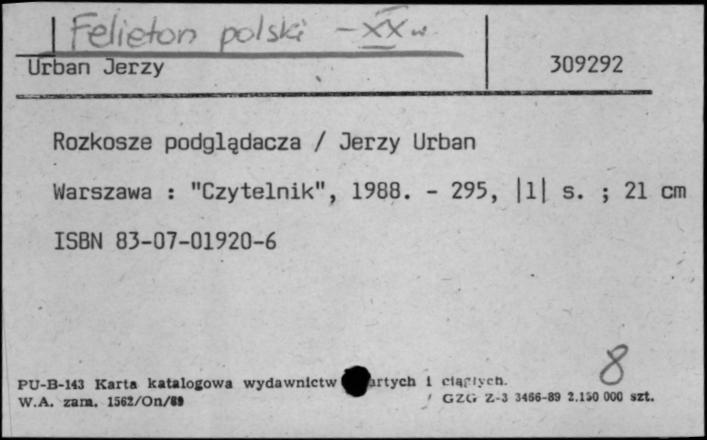 Felieton polski - XX w
Urban Jerzy 309292
Rozkosze podglądacza / Jerzy Urban
Warszawa : "Czytelnik", 1988. - 295, |1| s. ; 21 cm
ISBN 83-07-01920-6
8
PU-B-143 Karta katalogowa wydawnictw artych i ciągłych.
W.A. zam. 1562/On/89 GZG Z-3 3466-89 2.150 000 szt.